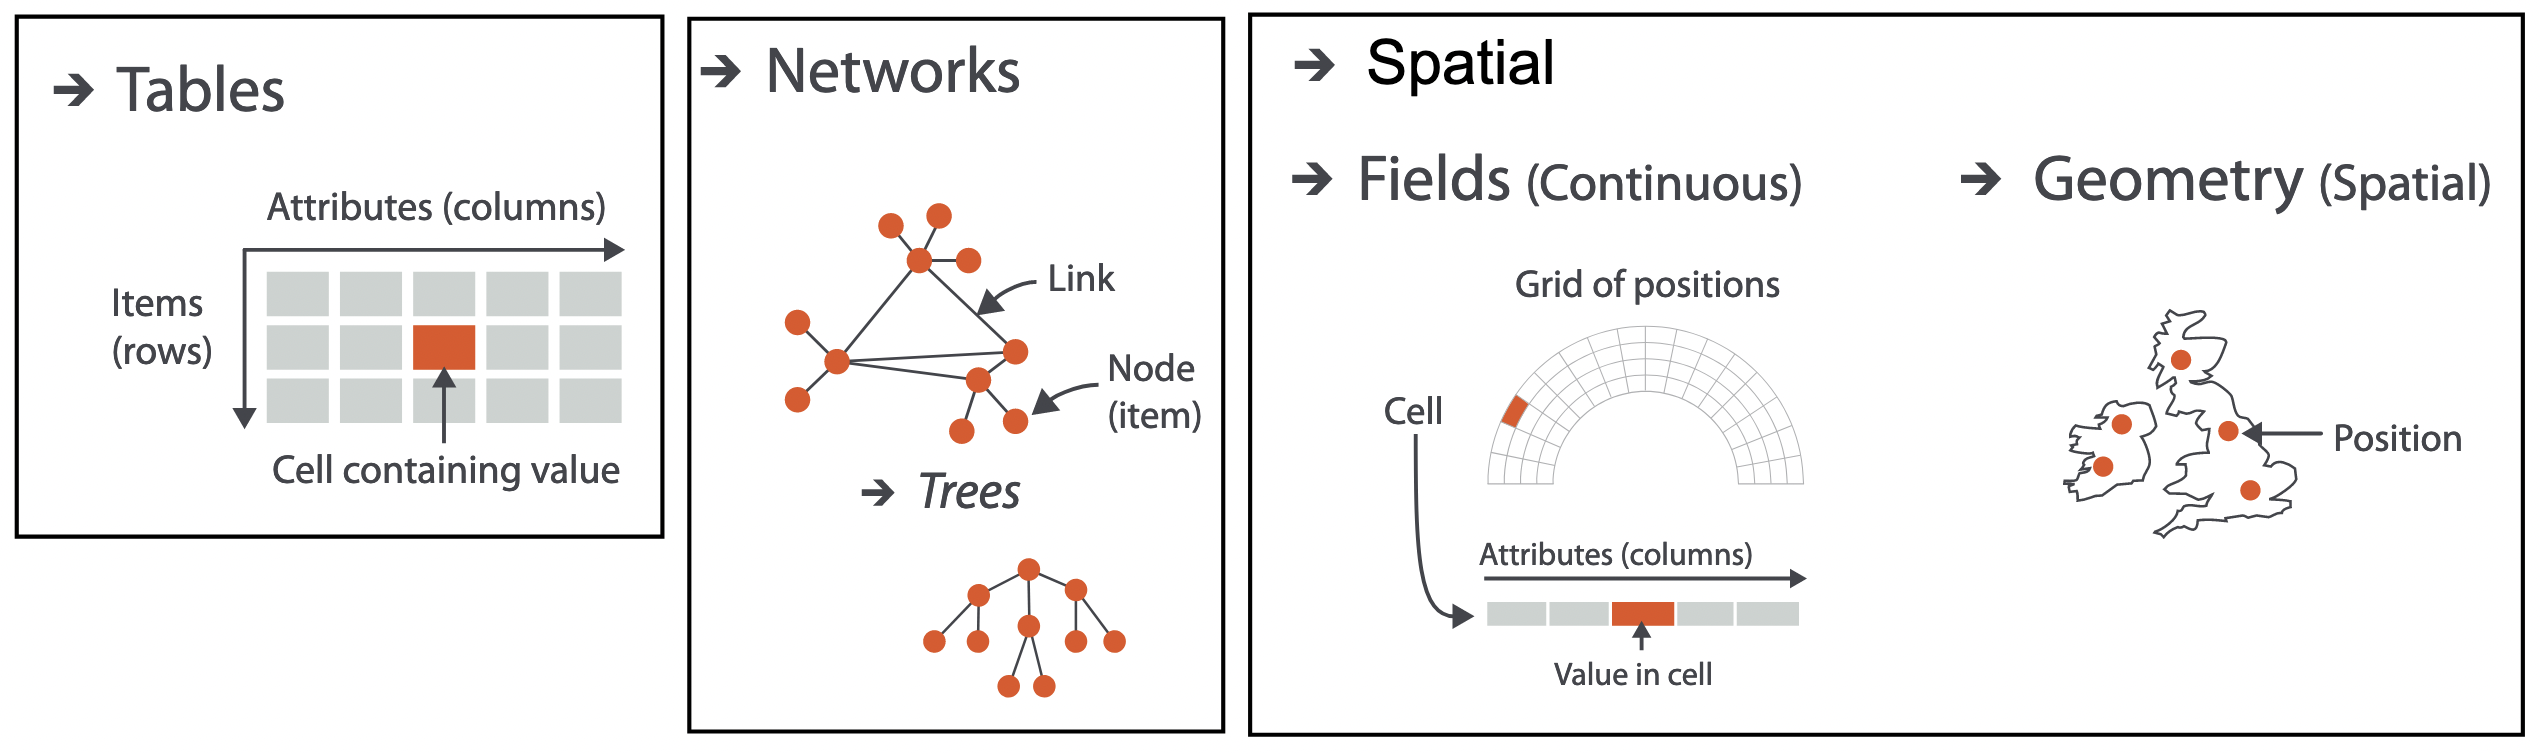 → Tables
Attributes (columns)
Items
(rows)
Cell containing value
→ Networks
Link
Node
(item)
→ Trees
→ Spatial
→ Fields (Continuous)
Grid of positions
Cell
Attributes (columns)
Value in cell
→ Geometry (Spatial)
Position